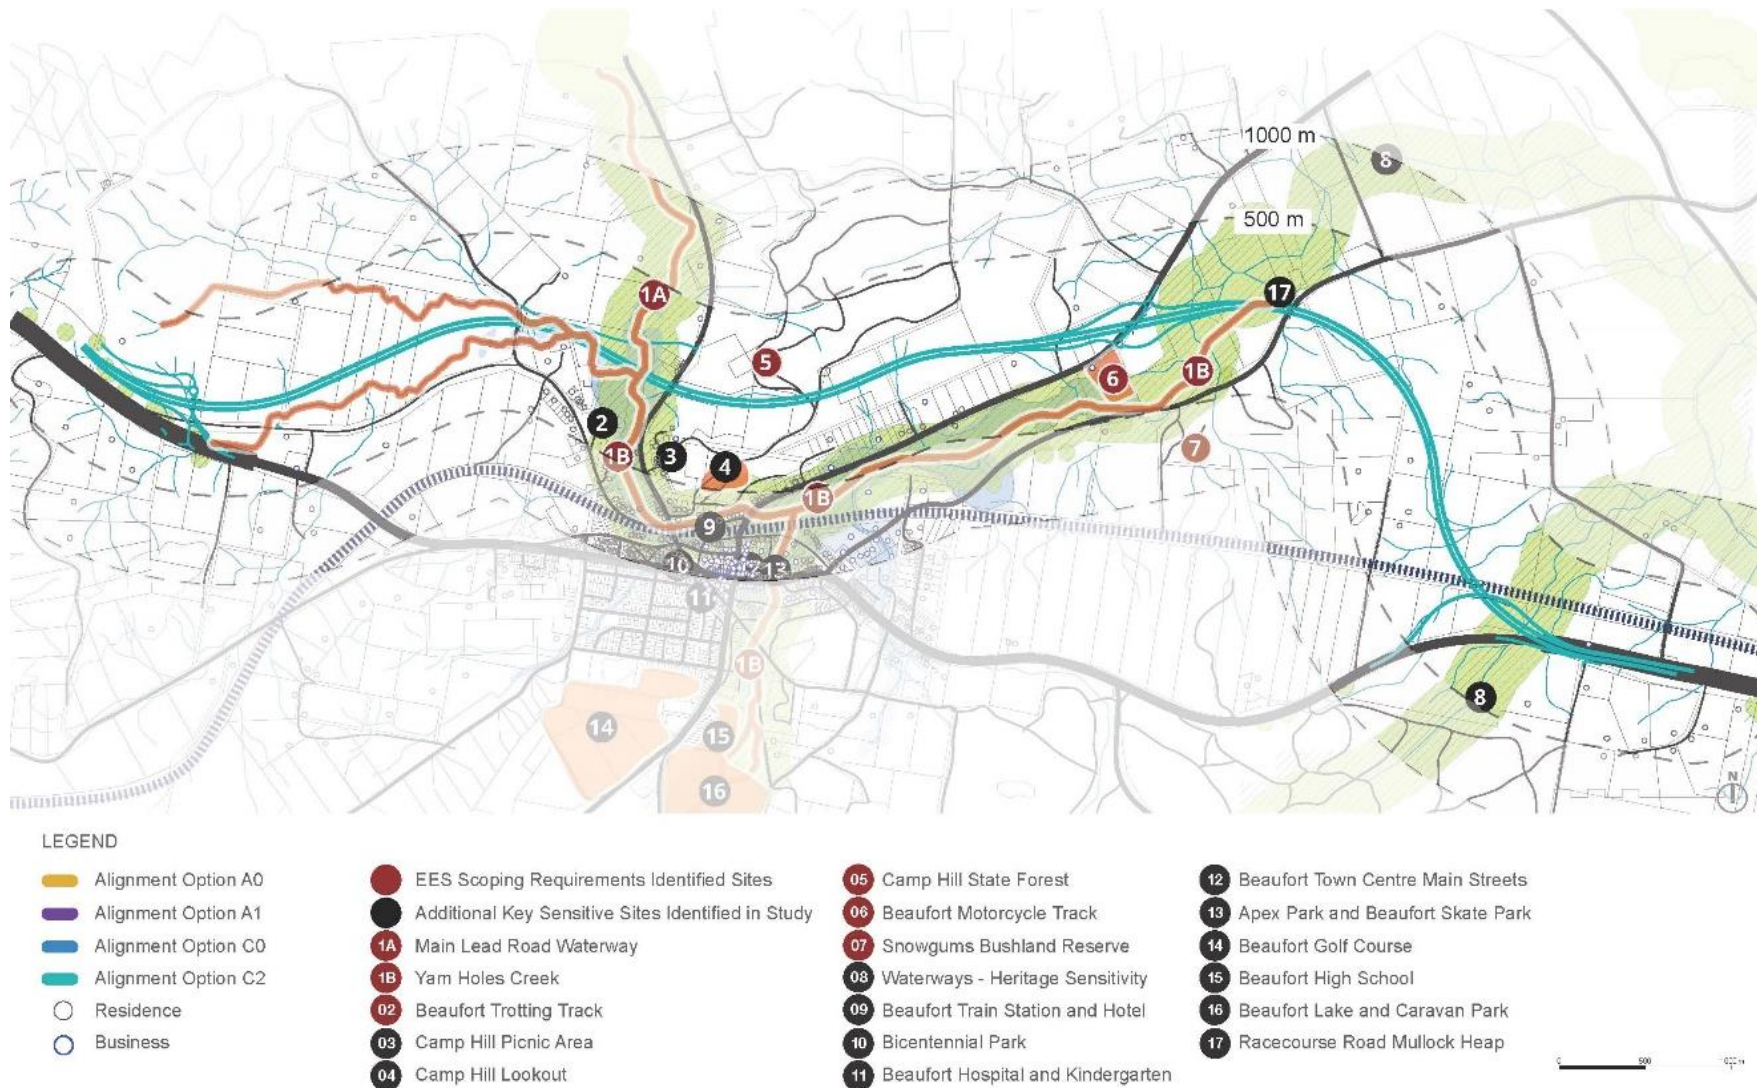 1000 m
8
500 m
17
1A
5
6
1B
2
7
3
1B
4
1B
9
10
13
11
1B
8
14
15
16
N
LEGEND
Alignment Option A0
Alignment Option A1
Alignment Option C0
Alignment Option C2
Residence
Business
EES Scoping Requirements Identified Sites
Additional Key Sensitive Sites Identified in Study
1A Main Lead Road Waterway
1B Yam Holes Creek
02 Beaufort Trotting Track
03 Camp Hill Picnic Area
04 Camp Hill Lookout
05 Camp Hill State Forest
06 Beaufort Motorcycle Track
07 Snowgums Bushland Reserve
08 Waterways - Heritage Sensitivity
09 Beaufort Train Station and Hotel
10 Bicentennial Park
11 Beaufort Hospital and Kindergarten
12 Beaufort Town Centre Main Streets
13 Apex Park and Beaufort Skate Park
14 Beaufort Golf Course
15 Beaufort High School
16 Beaufort Lake and Caravan Park
17 Racecourse Road Mullock Heap
0 500